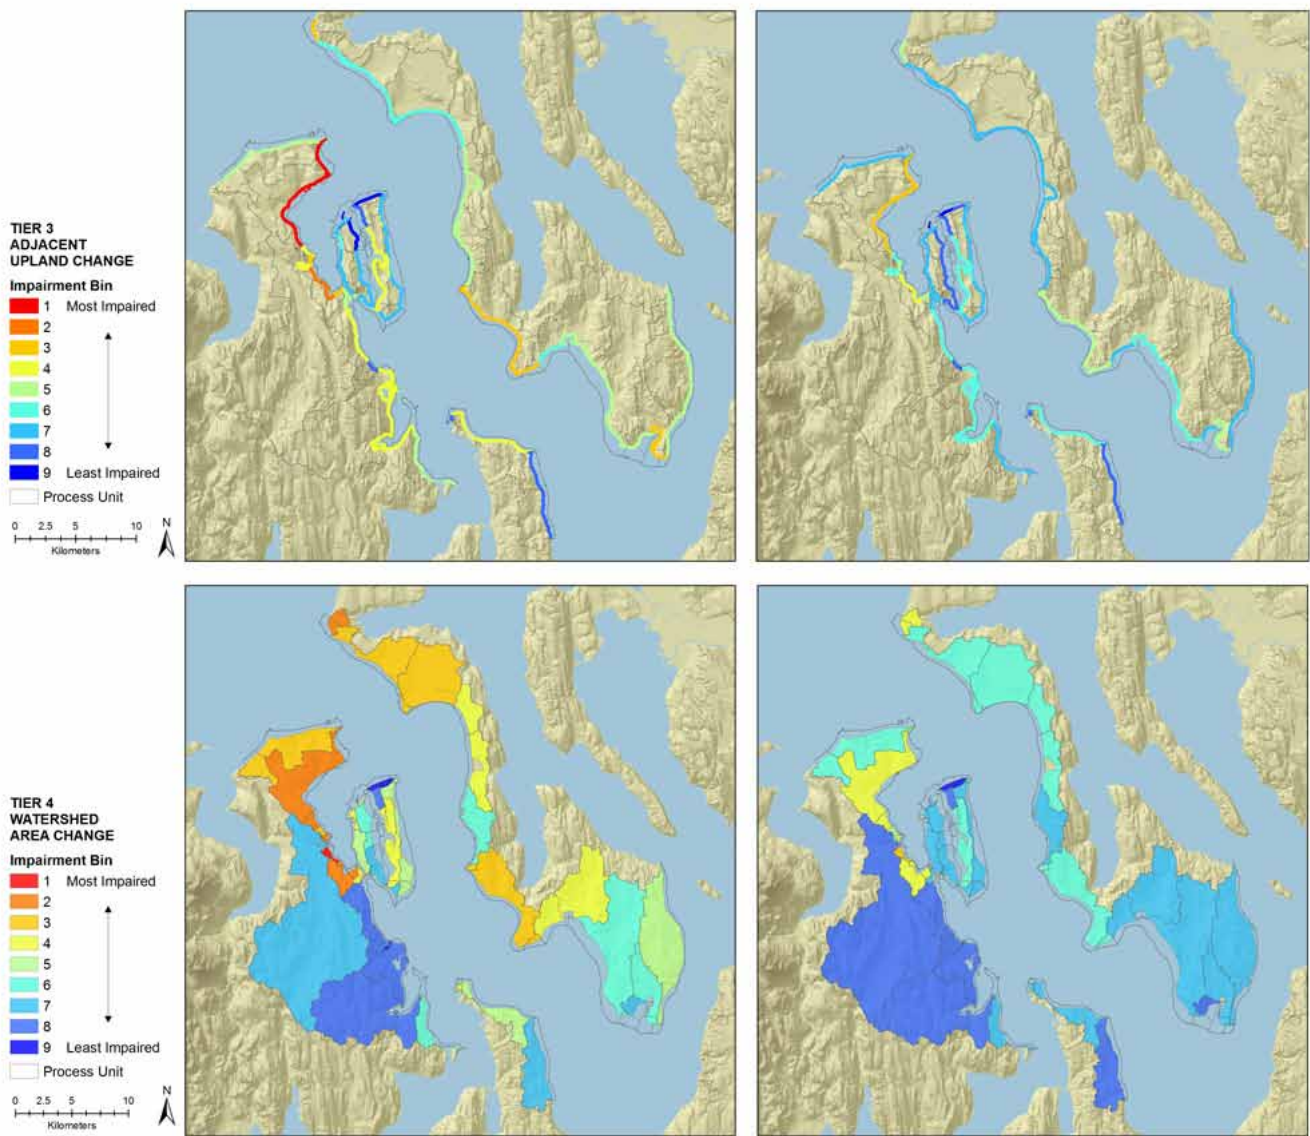 TIER 3
ADJACENT
UPLAND CHANGE
Impairment Bin
1 Most Impaired
2
3
4
5
6
7
8
9 Least Impaired
Process Unit
0 2.5 5 10
Kilometers
N
TIER 4
WATERSHED
AREA CHANGE
Impairment Bin
1 Most Impaired
2
3
4
5
6
7
8
9 Least Impaired
Process Unit
0 2.5 5 10
Kilometers
N